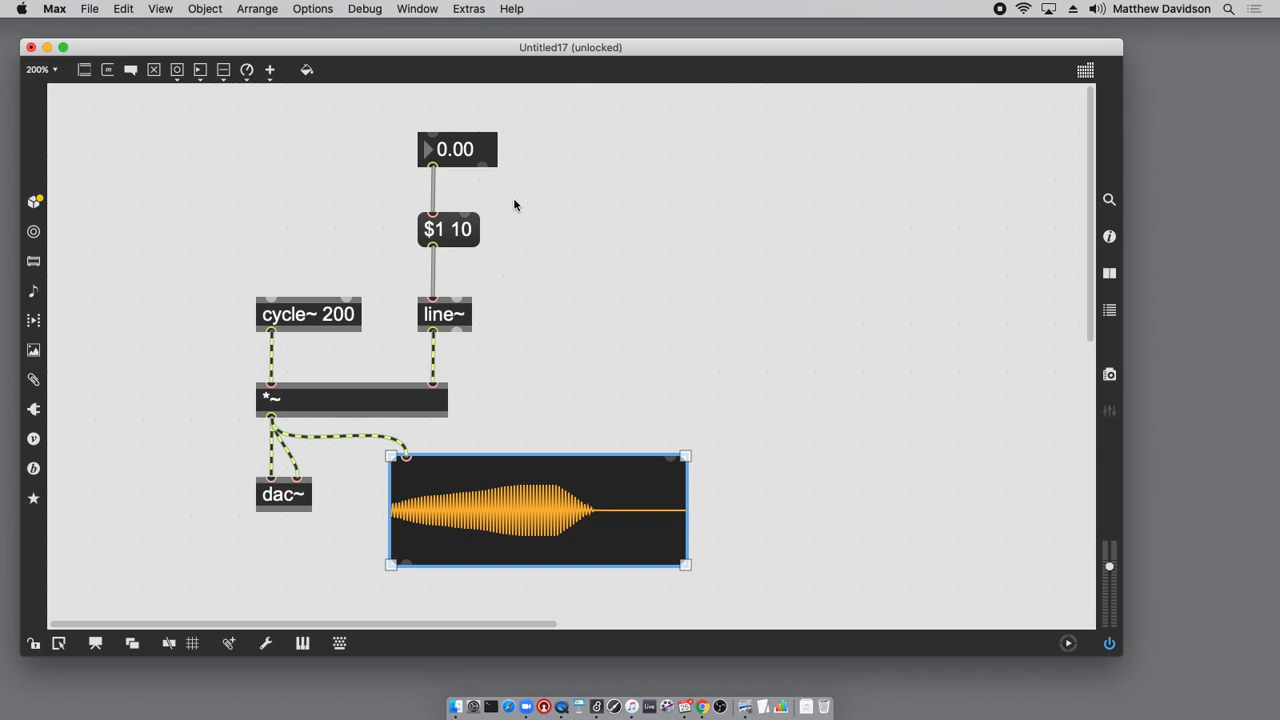 Max File Edit View Object Arrange Options Debug Window Extras Help Matthew Davidson
Untitled17 (unlocked)
200%
0.00
$1 10
cycle~ 200
line~
*~
dac~